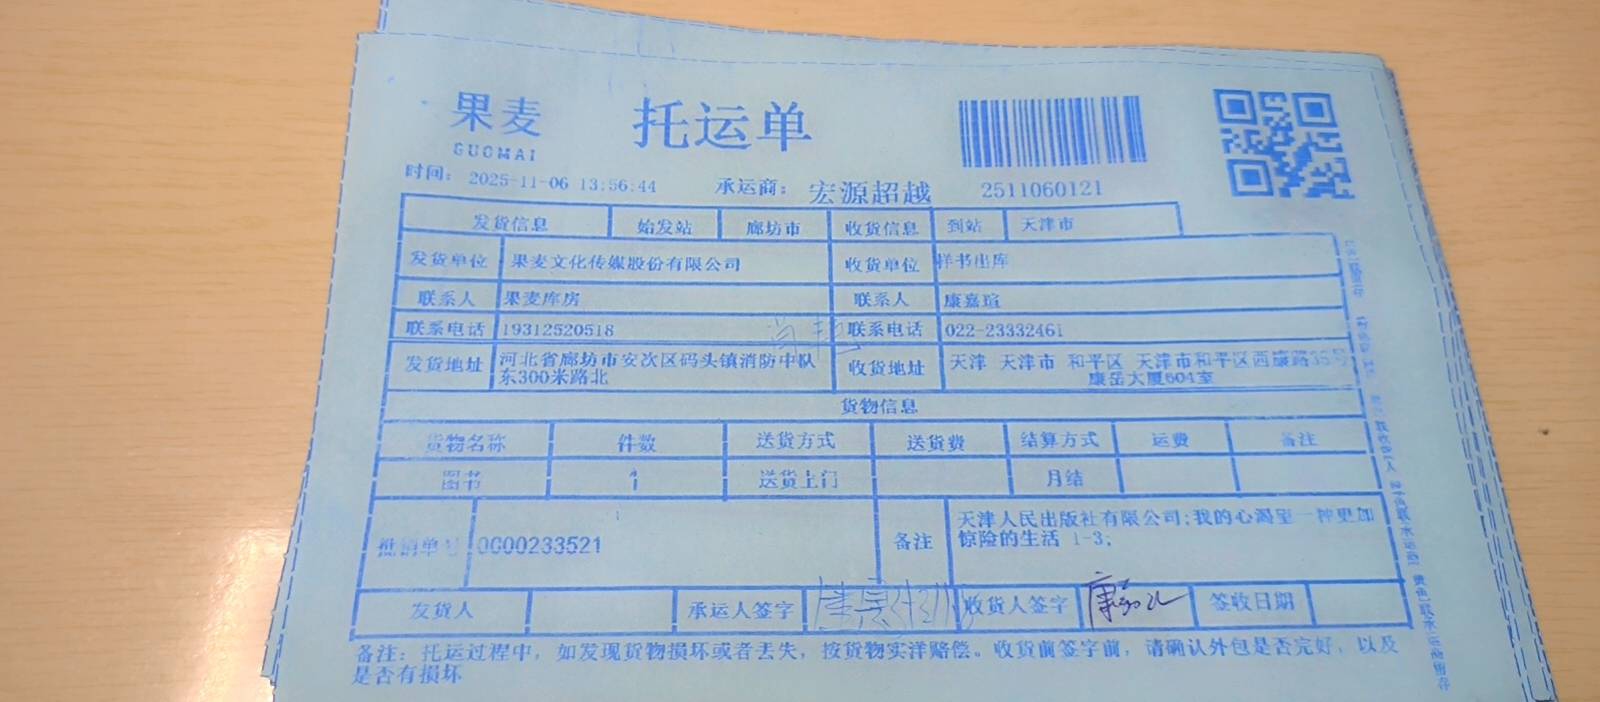 果麦
GUOMAI
托运单
时间: 2025-11-06 13:56:44 承运商: 宏源超越 2511060121
发货信息 始发站 廊坊市 收货信息 到站 天津市
发货单位 果麦文化传媒股份有限公司 收货单位 样书出库
联系人 果麦库房 联系人 康嘉瑄
联系电话 19312520518 联系电话 022-23332461
发货地址 河北省廊坊市安次区码头镇消防中队东300米路北 收货地址 天津 天津市 和平区 天津市和平区西康路35号
康岳大厦604室
货物信息
货物名称 件数 送货方式 送货费 结算方式 运费 备注
图书 1 送货上门 月结
批销单号 0000233521 备注 天津人民出版社有限公司;我的心渴望一种更加
惊险的生活 1-3;
发货人 承运人签字 收货人签字 签收日期
备注: 托运过程中, 如发现货物损坏或者丢失, 按货物实洋赔偿。收货前签字前, 请确认外包是否完好, 以及
是否有损坏